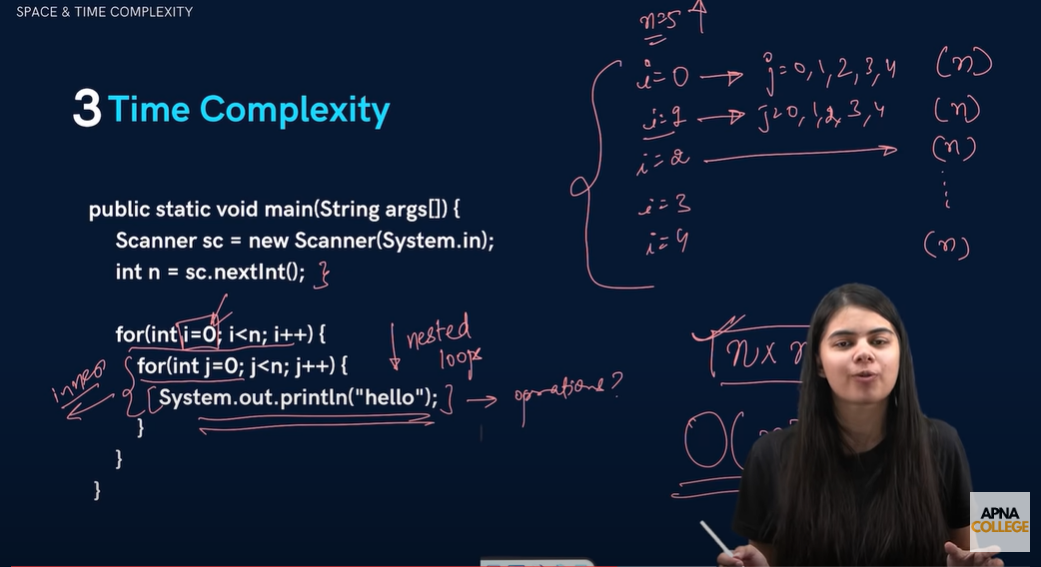 SPACE & TIME COMPLEXITY
3 Time Complexity
public static void main(String args[]) {
Scanner sc = new Scanner(System.in);
int n = sc.nextInt(); }
for(int i=0; i<n; i++) {
for(int j=0; j<n; j++) {
System.out.println("hello");
}
}
}
inner
nested
loops
operations?
n=5 ↑
i=0 → j=0,1,2,3,4 (n)
i=1 → j=0,1,2,3,4 (n)
i=2 → (n)
i=3
i=4 (n)
n x
O(
APNA
COLLEGE